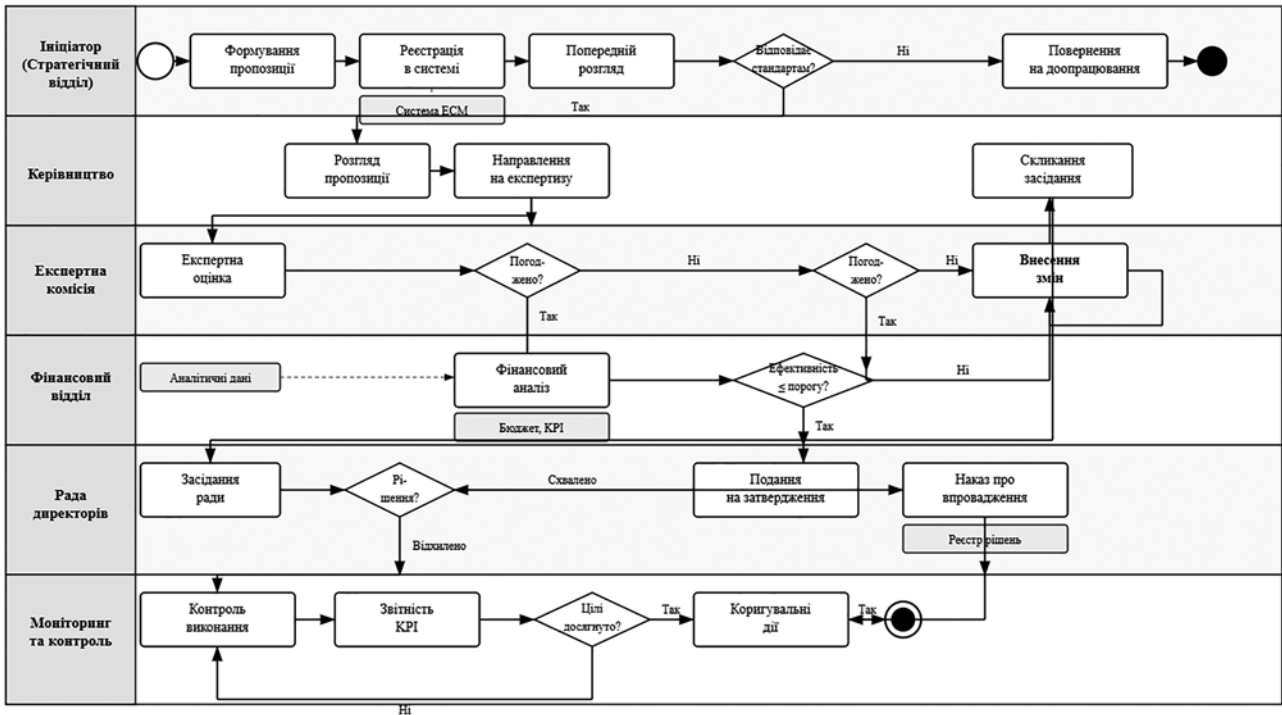 Ініціатор
(Стратегічний
відділ)
Формування
пропозиції
Реєстрація
в системі
Попередній
розгляд
Відповідає
стандартам?
Ні
Повернення
на доопрацювання
Система ECM
Так
Керівництво
Розгляд
пропозиції
Направлення
на експертизу
Скликання
засідання
Експертна
комісія
Експертна
оцінка
Погод-
жено?
Ні
Погод-
жено?
Ні
Внесення
змін
Так
Так
Фінансовий
відділ
Аналітичні дані
Фінансовий
аналіз
Ефективність
≤ порогу?
Ні
Бюджет, KPI
Так
Рада
директорів
Засідання
ради
Рі-
шення?
Схвалено
Подання
на затвердження
Наказ про
впровадження
Реєстр рішень
Відхилено
Моніторинг
та контроль
Контроль
виконання
Звітність
KPI
Цілі
досягнуто?
Так
Коригувальні
дії
Так
Ні